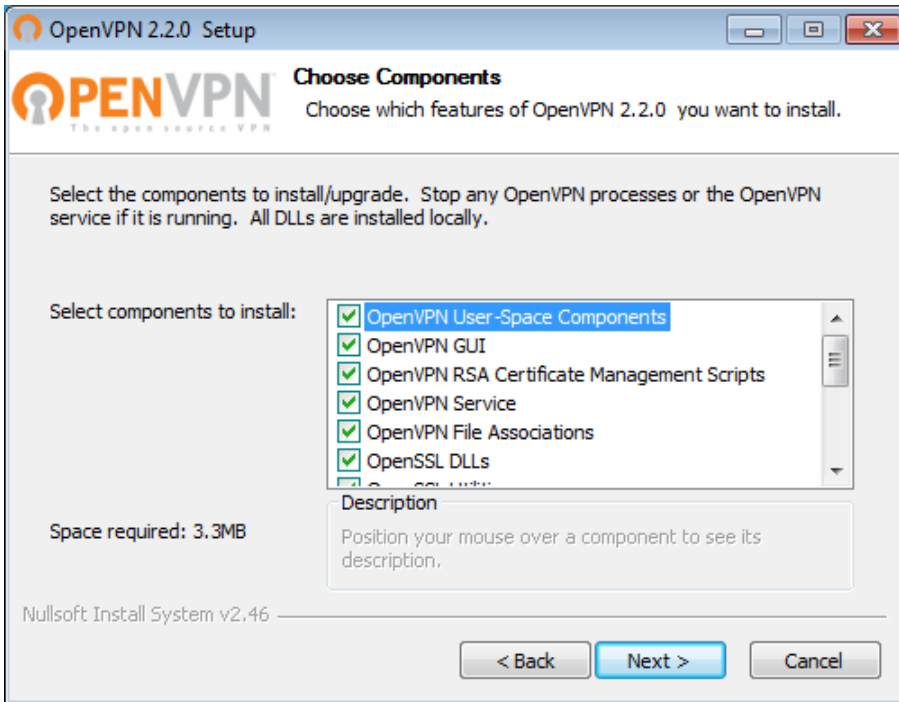 OpenVPN 2.2.0 Setup
OPENVPN
The open source VPN
Choose Components
Choose which features of OpenVPN 2.2.0 you want to install.
Select the components to install/upgrade. Stop any OpenVPN processes or the OpenVPN
service if it is running. All DLLs are installed locally.
Select components to install:
OpenVPN User-Space Components
OpenVPN GUI
OpenVPN RSA Certificate Management Scripts
OpenVPN Service
OpenVPN File Associations
OpenSSL DLLs
Space required: 3.3MB
Description
Position your mouse over a component to see its
description.
Nullsoft Install System v2.46
< Back
Next >
Cancel